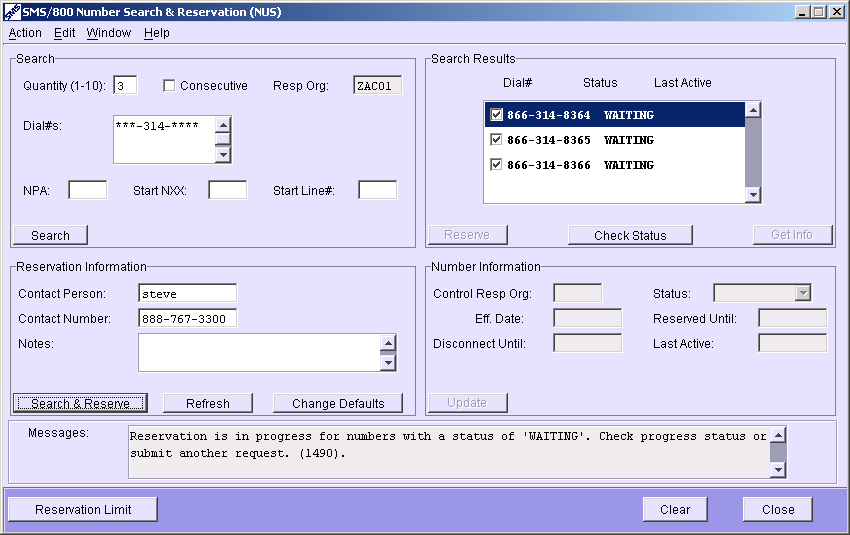 SMS SMS/800 Number Search & Reservation (NUS)
Action Edit Window Help
Search
Quantity (1-10): 3 Consecutive Resp Org: ZAC01
Dial#s: ***-314-****
NPA: Start NXX: Start Line#:
Search
Search Results
Dial# Status Last Active
866-314-8364 WAITING
866-314-8365 WAITING
866-314-8366 WAITING
Reserve Check Status Get Info
Reservation Information
Contact Person: steve
Contact Number: 888-767-3300
Notes:
Search & Reserve Refresh Change Defaults
Number Information
Control Resp Org: Status:
Eff. Date: Reserved Until:
Disconnect Until: Last Active:
Update
Messages: Reservation is in progress for numbers with a status of 'WAITING'. Check progress status or
submit another request. (1490).
Reservation Limit Clear Close